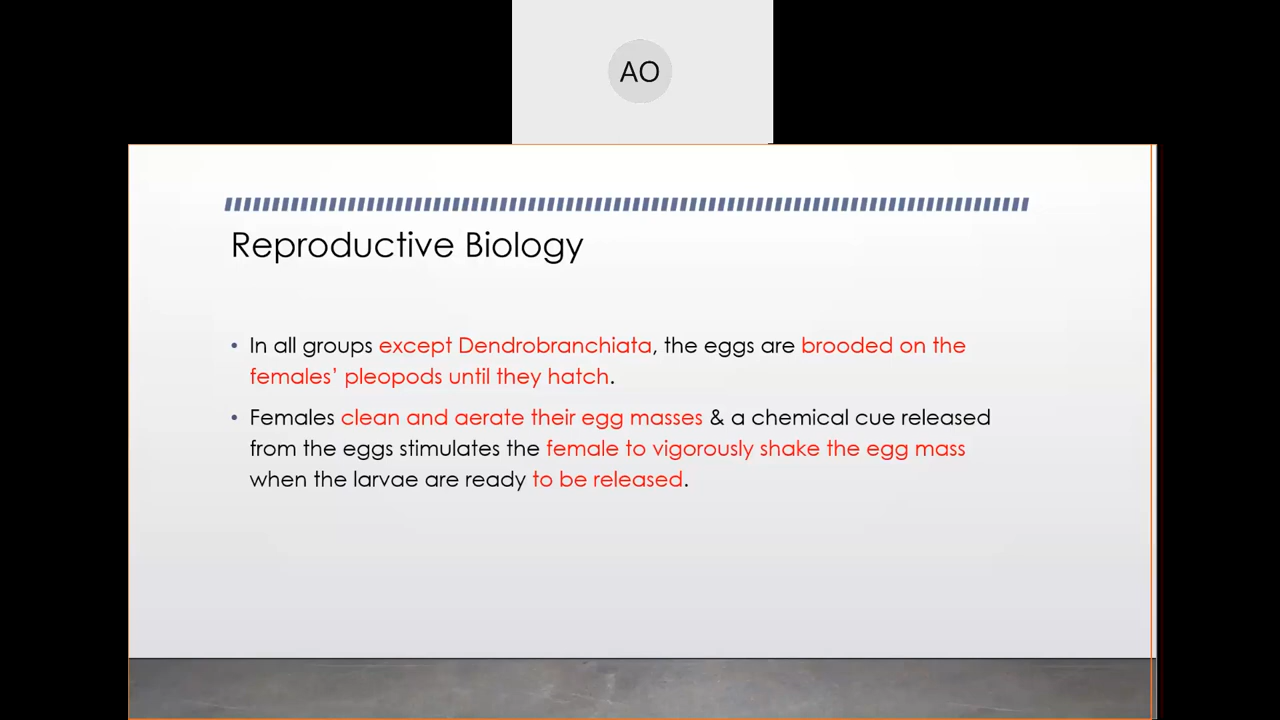 AO
Reproductive Biology
• In all groups except Dendrobranchiata, the eggs are brooded on the
females’ pleopods until they hatch.
• Females clean and aerate their egg masses & a chemical cue released
from the eggs stimulates the female to vigorously shake the egg mass
when the larvae are ready to be released.